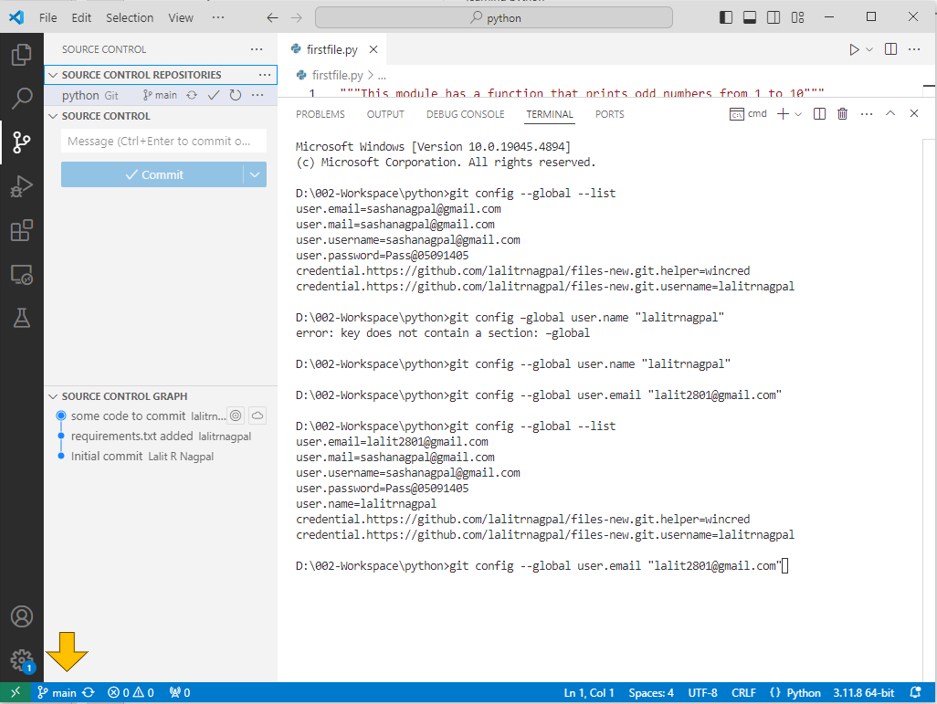 File Edit Selection View ··· python
SOURCE CONTROL ···
SOURCE CONTROL REPOSITORIES ···
python Git main ···
SOURCE CONTROL
Message (Ctrl+Enter to commit o...
Commit
SOURCE CONTROL GRAPH
some code to commit lalitrn...
requirements.txt added lalitrnagpal
Initial commit Lalit R Nagpal
firstfile.py
firstfile.py > ...
1 """This module has a function that prints odd numbers from 1 to 10"""
PROBLEMS OUTPUT DEBUG CONSOLE TERMINAL PORTS cmd
Microsoft Windows [Version 10.0.19045.4894]
(c) Microsoft Corporation. All rights reserved.
D:\002-Workspace\python>git config --global --list
user.email=sashanagpal@gmail.com
user.mail=sashanagpal@gmail.com
user.username=sashanagpal@gmail.com
user.password=Pass@05091405
credential.https://github.com/lalitrnagpal/files-new.git.helper=wincred
credential.https://github.com/lalitrnagpal/files-new.git.username=lalitrnagpal
D:\002-Workspace\python>git config –global user.name "lalitrnagpal"
error: key does not contain a section: –global
D:\002-Workspace\python>git config --global user.name "lalitrnagpal"
D:\002-Workspace\python>git config --global user.email "lalit2801@gmail.com"
D:\002-Workspace\python>git config --global --list
user.email=lalit2801@gmail.com
user.mail=sashanagpal@gmail.com
user.username=sashanagpal@gmail.com
user.password=Pass@05091405
user.name=lalitrnagpal
credential.https://github.com/lalitrnagpal/files-new.git.helper=wincred
credential.https://github.com/lalitrnagpal/files-new.git.username=lalitrnagpal
D:\002-Workspace\python>git config --global user.email "lalit2801@gmail.com"
1
main 0 0 0 Ln 1, Col 1 Spaces: 4 UTF-8 CRLF {} Python 3.11.8 64-bit